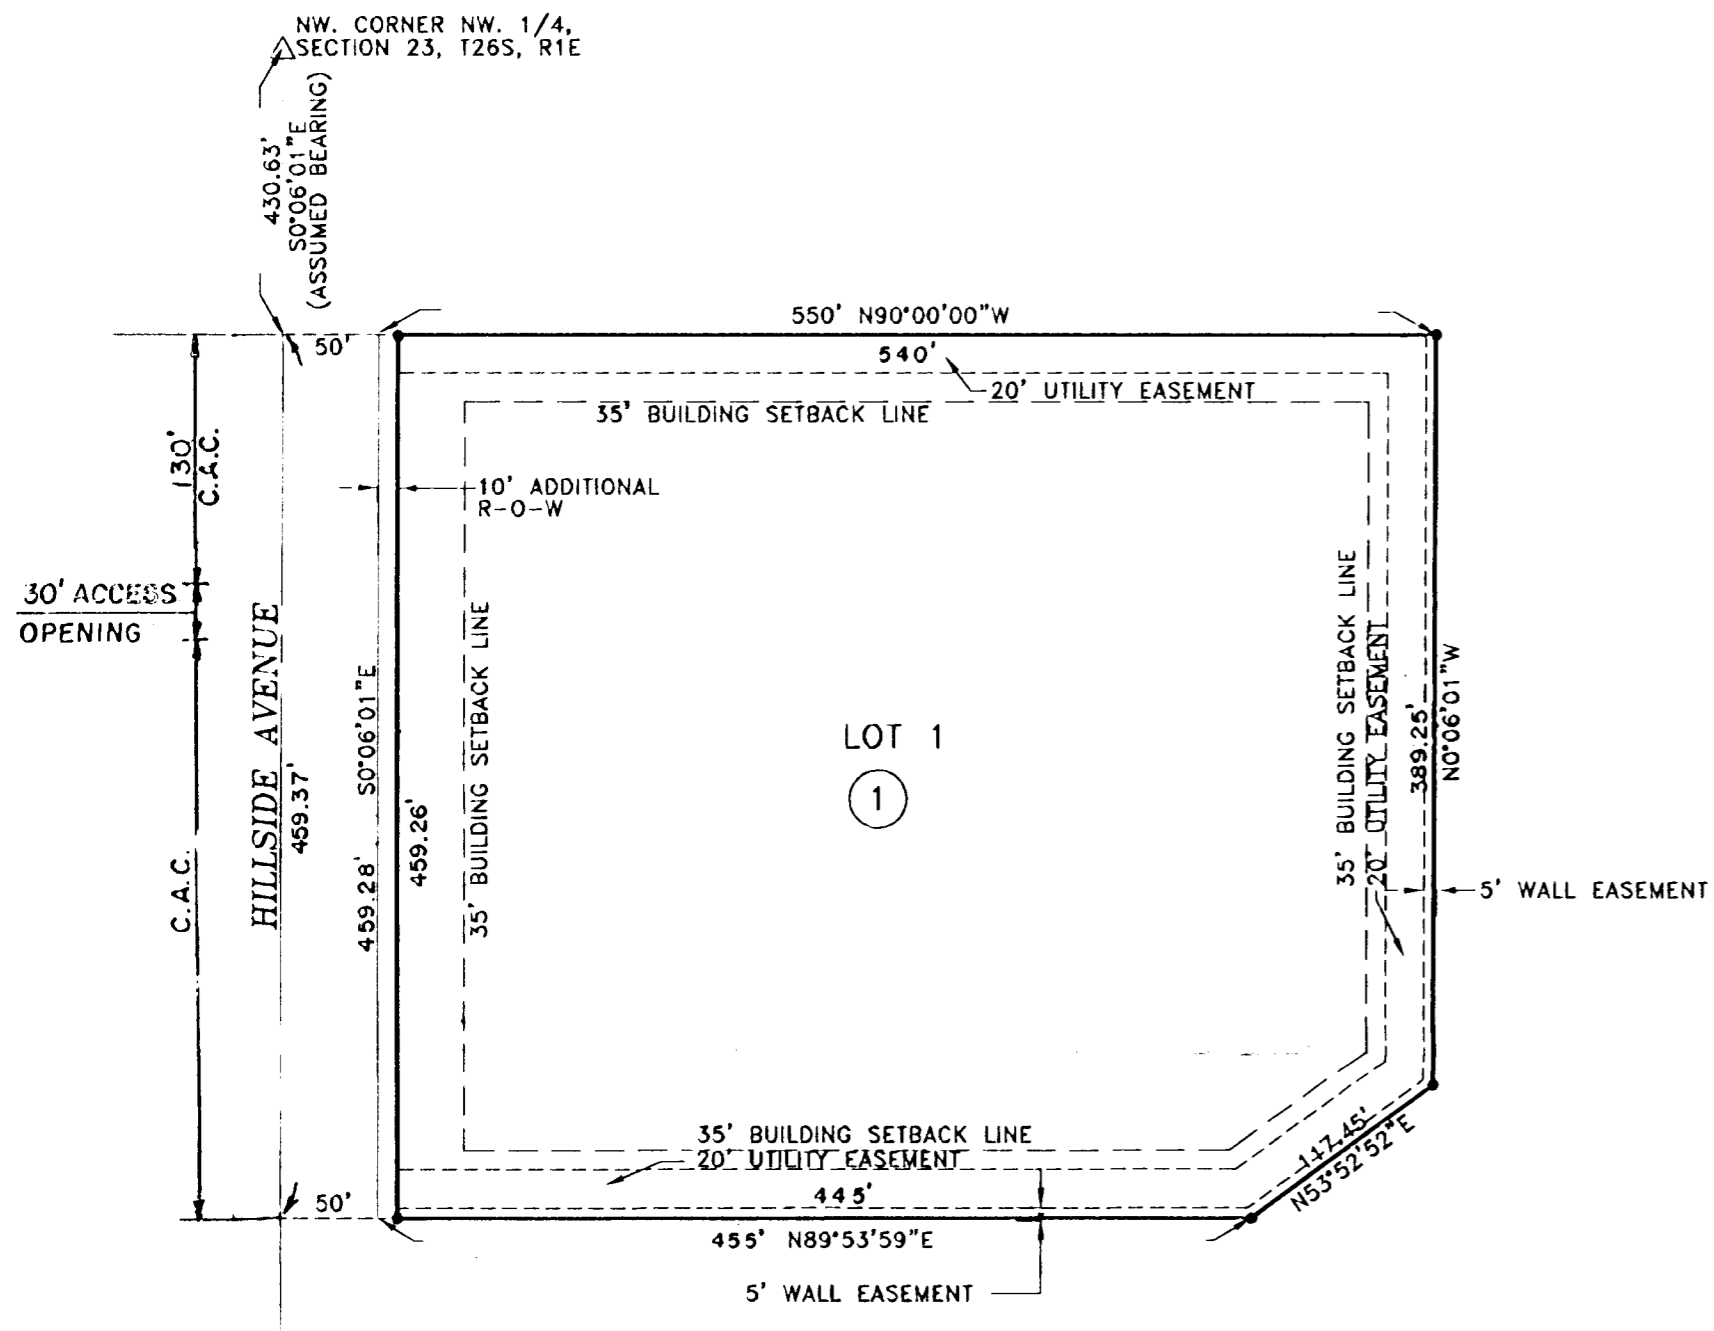 NW. CORNER NW. 1/4,
SECTION 23, T26S, R1E
430.63'
S0°06'01"E
(ASSUMED BEARING)
550' N90°00'00"W
50'
540'
20' UTILITY EASEMENT
35' BUILDING SETBACK LINE
130'
C.A.C.
10' ADDITIONAL
R-O-W
30' ACCESS
OPENING
HILLSIDE AVENUE
459.37'
S0°06'01"E
459.28'
459.26'
35' BUILDING SETBACK LINE
LOT 1
1
35' BUILDING SETBACK LINE
20' UTILITY EASEMENT
389.25'
N0°06'01"W
5' WALL EASEMENT
C.A.C.
35' BUILDING SETBACK LINE
20' UTILITY EASEMENT
117.45'
N53°52'52"E
50'
445'
455' N89°53'59"E
5' WALL EASEMENT